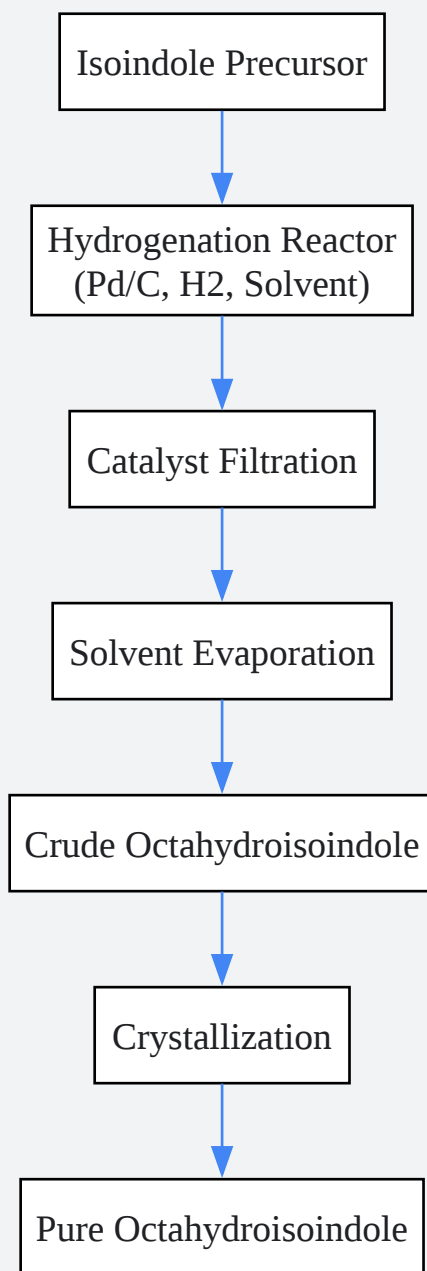 Isoindole Precursor
Hydrogenation Reactor
(Pd/C, H2, Solvent)
Catalyst Filtration
Solvent Evaporation
Crude Octahydroisoindole
Crystallization
Pure Octahydroisoindole